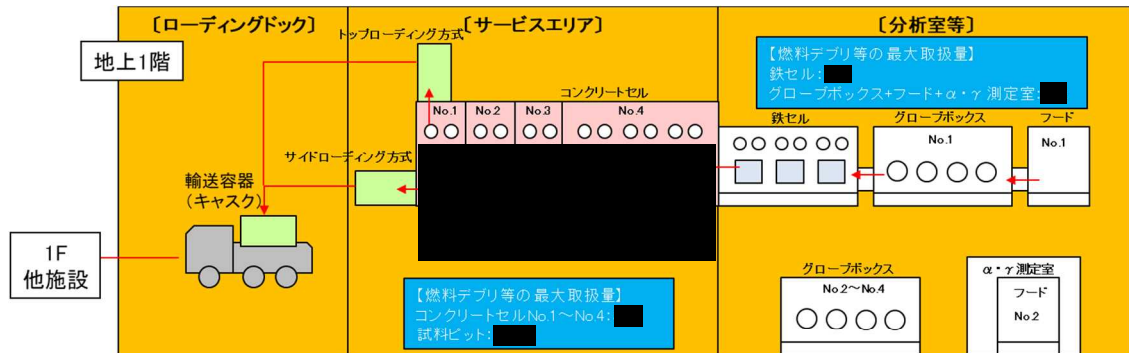 〔ローディングドック〕
〔サービスエリア〕
〔分析室等〕
地上1階
トップローディング方式
【燃料デブリ等の最大取扱量】
鉄セル:
グローブボックス+フード+α・γ測定室:
コンクリートセル
No.1
No.2
No.3
No.4
鉄セル
グローブボックス
No.1
フード
No.1
サイドローディング方式
輸送容器
(キャスク)
1F
他施設
【燃料デブリ等の最大取扱量】
コンクリートセルNo.1～No.4:
試料ピット:
グローブボックス
No.2～No.4
α・γ測定室
フード
No.2